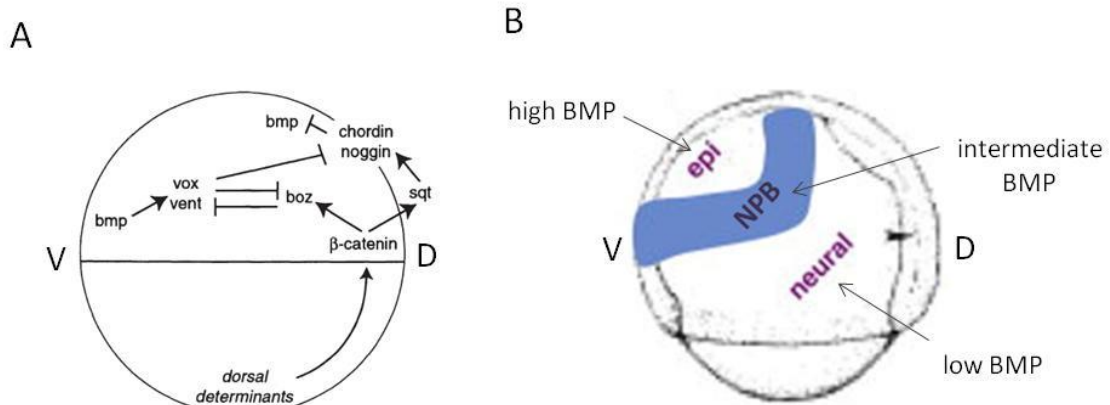 A
bmp
chordin
noggin
vox
vent
boz
sqt
bmp
β-catenin
V
D
dorsal
determinants
B
high BMP
epi
intermediate
BMP
NPB
V
D
neural
low BMP